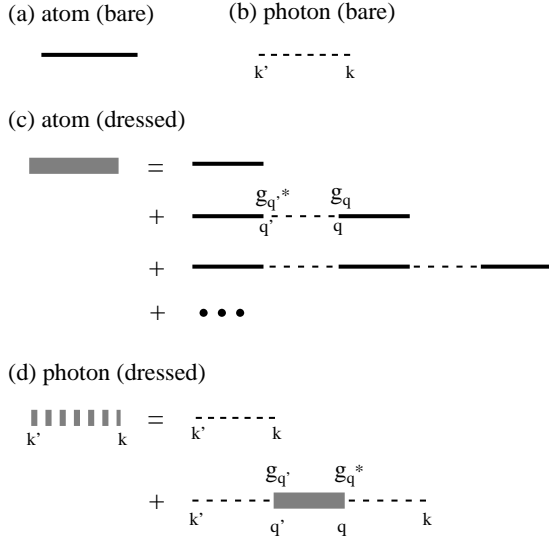 (a) atom (bare) (b) photon (bare)
k’ k
(c) atom (dressed)
=
g_q’* g_q
+
q’ q
+
+ •••
(d) photon (dressed)
=
k’ k k’ k
g_q’ g_q*
+
k’ q’ q k